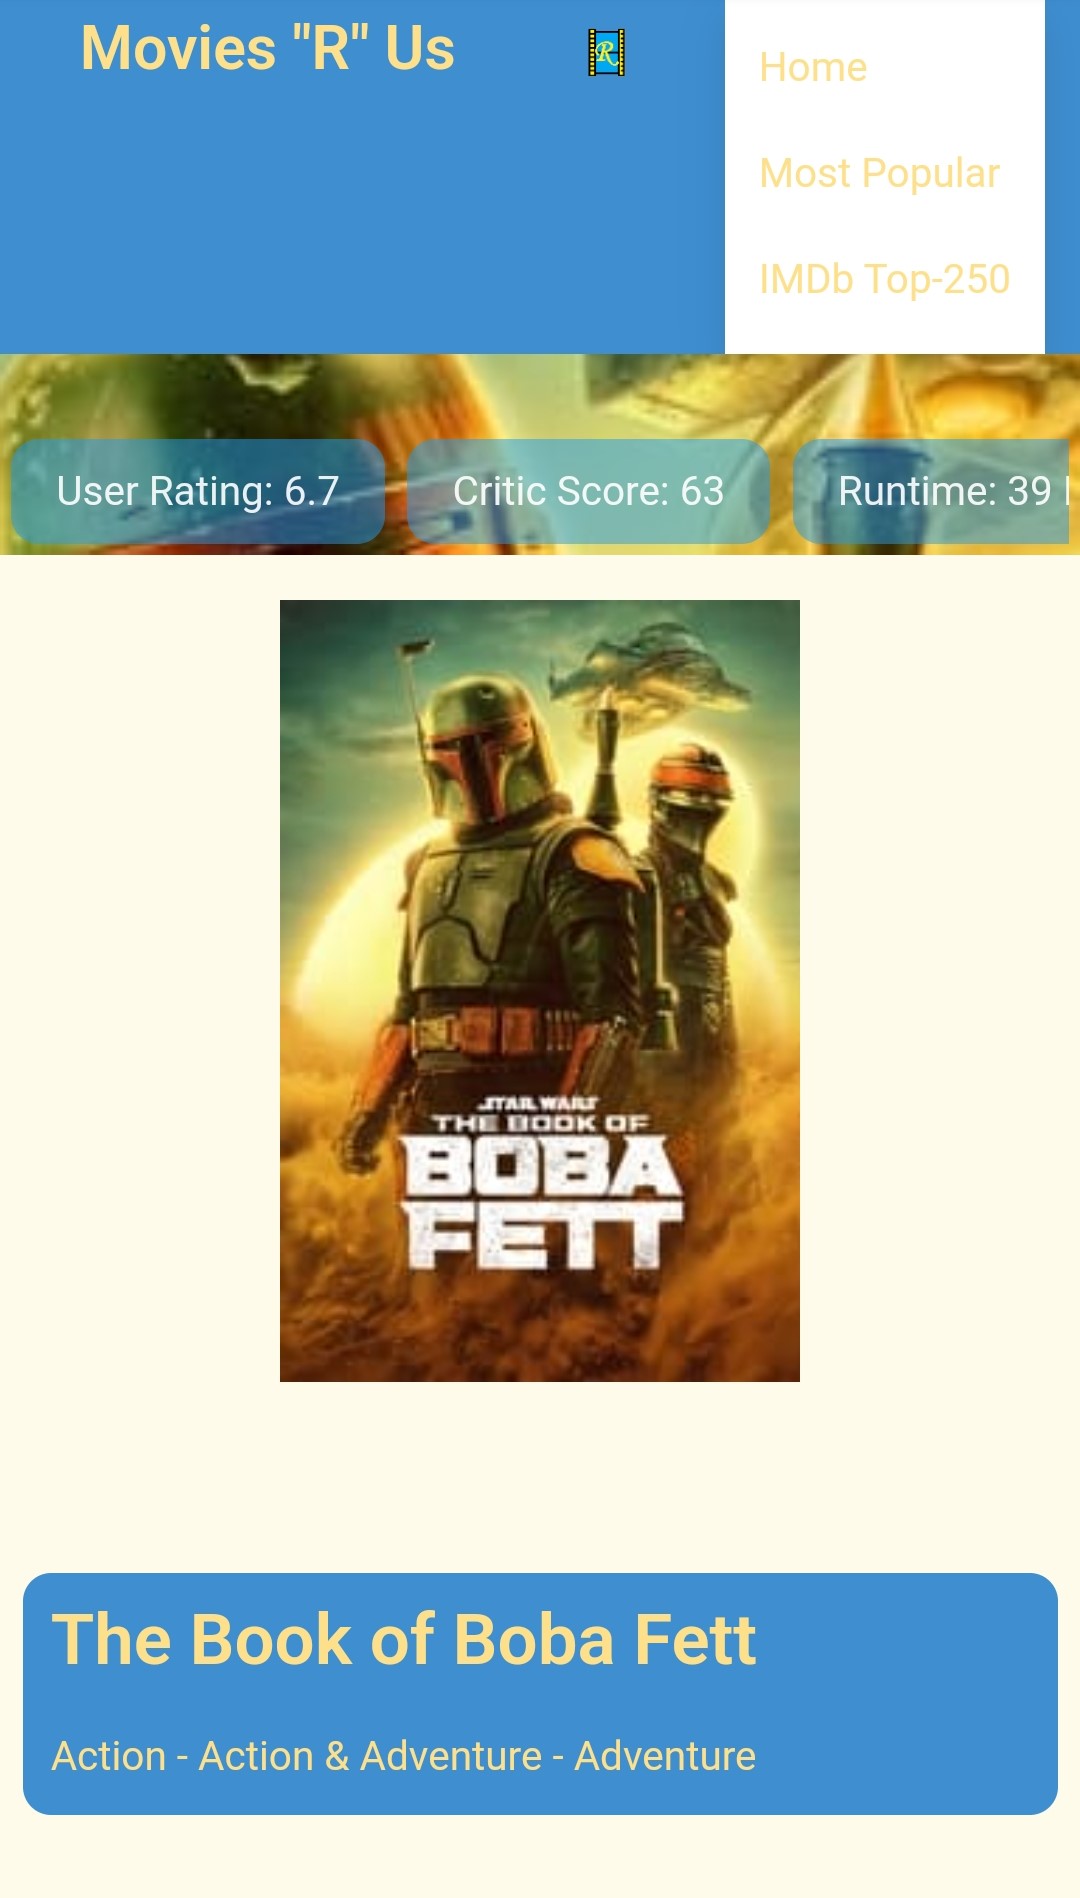 Movies "R" Us
R
Home
Most Popular
IMDb Top-250
User Rating: 6.7
Critic Score: 63
Runtime: 39
STAR WARS
THE BOOK OF
BOBA
FETT
The Book of Boba Fett
Action - Action & Adventure - Adventure